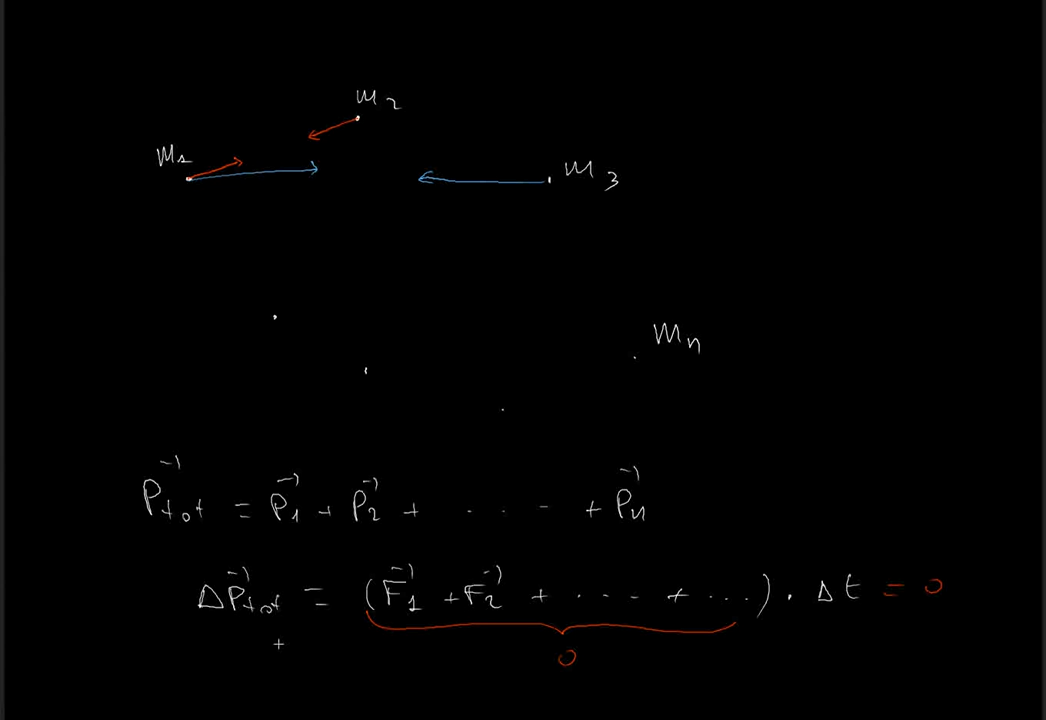 m₂
m₁
m₃
mₙ
P⃗tot = P⃗₁ + P⃗₂ + . . . - + P⃗ₙ
ΔP⃗tot = (F⃗₁ + F⃗₂ + . . . - + ...) . Δt = 0
0